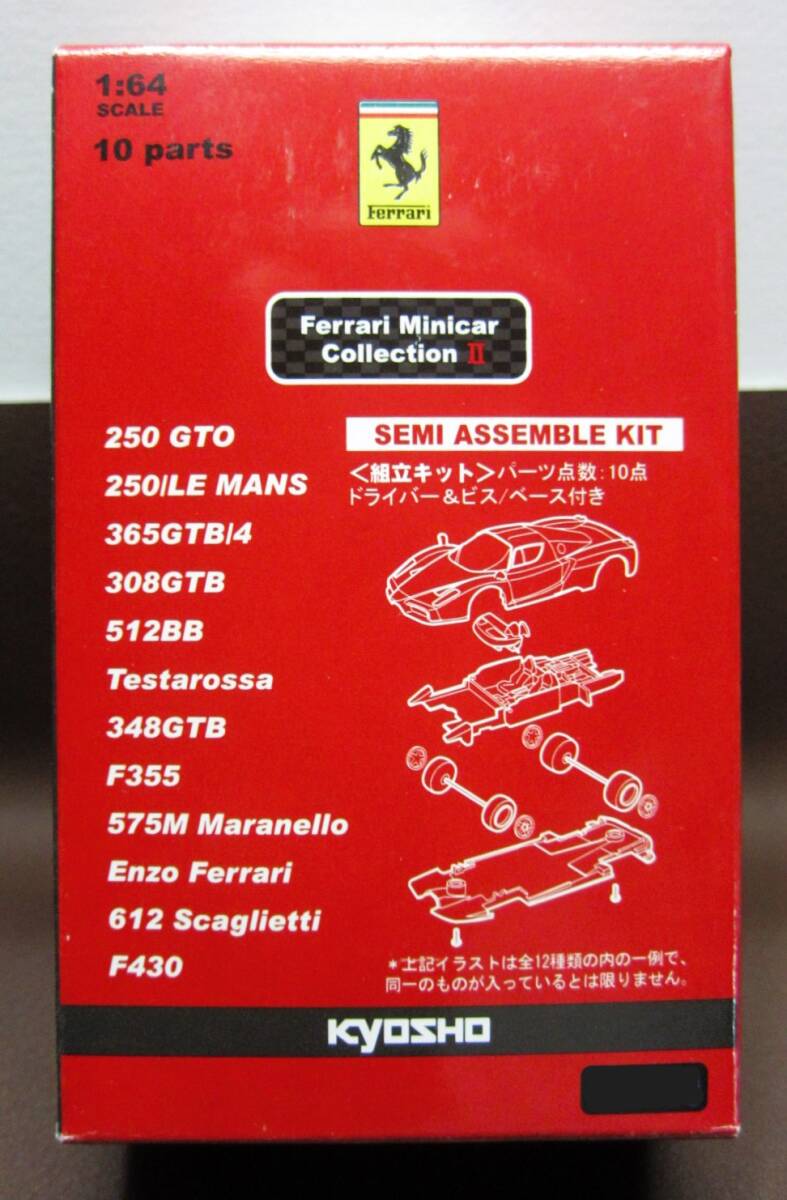 1:64
SCALE
10 parts
Ferrari
Ferrari Minicar
Collection II
250 GTO
250/LE MANS
365GTB/4
308GTB
512BB
Testarossa
348GTB
F355
575M Maranello
Enzo Ferrari
612 Scaglietti
F430
SEMI ASSEMBLE KIT
<組立キット>パーツ点数:10点
ドライバー&ビス/ベース付き
*上記イラストは全12種類の内の一例で、
同一のものが入っているとは限りません。
KYOSHO